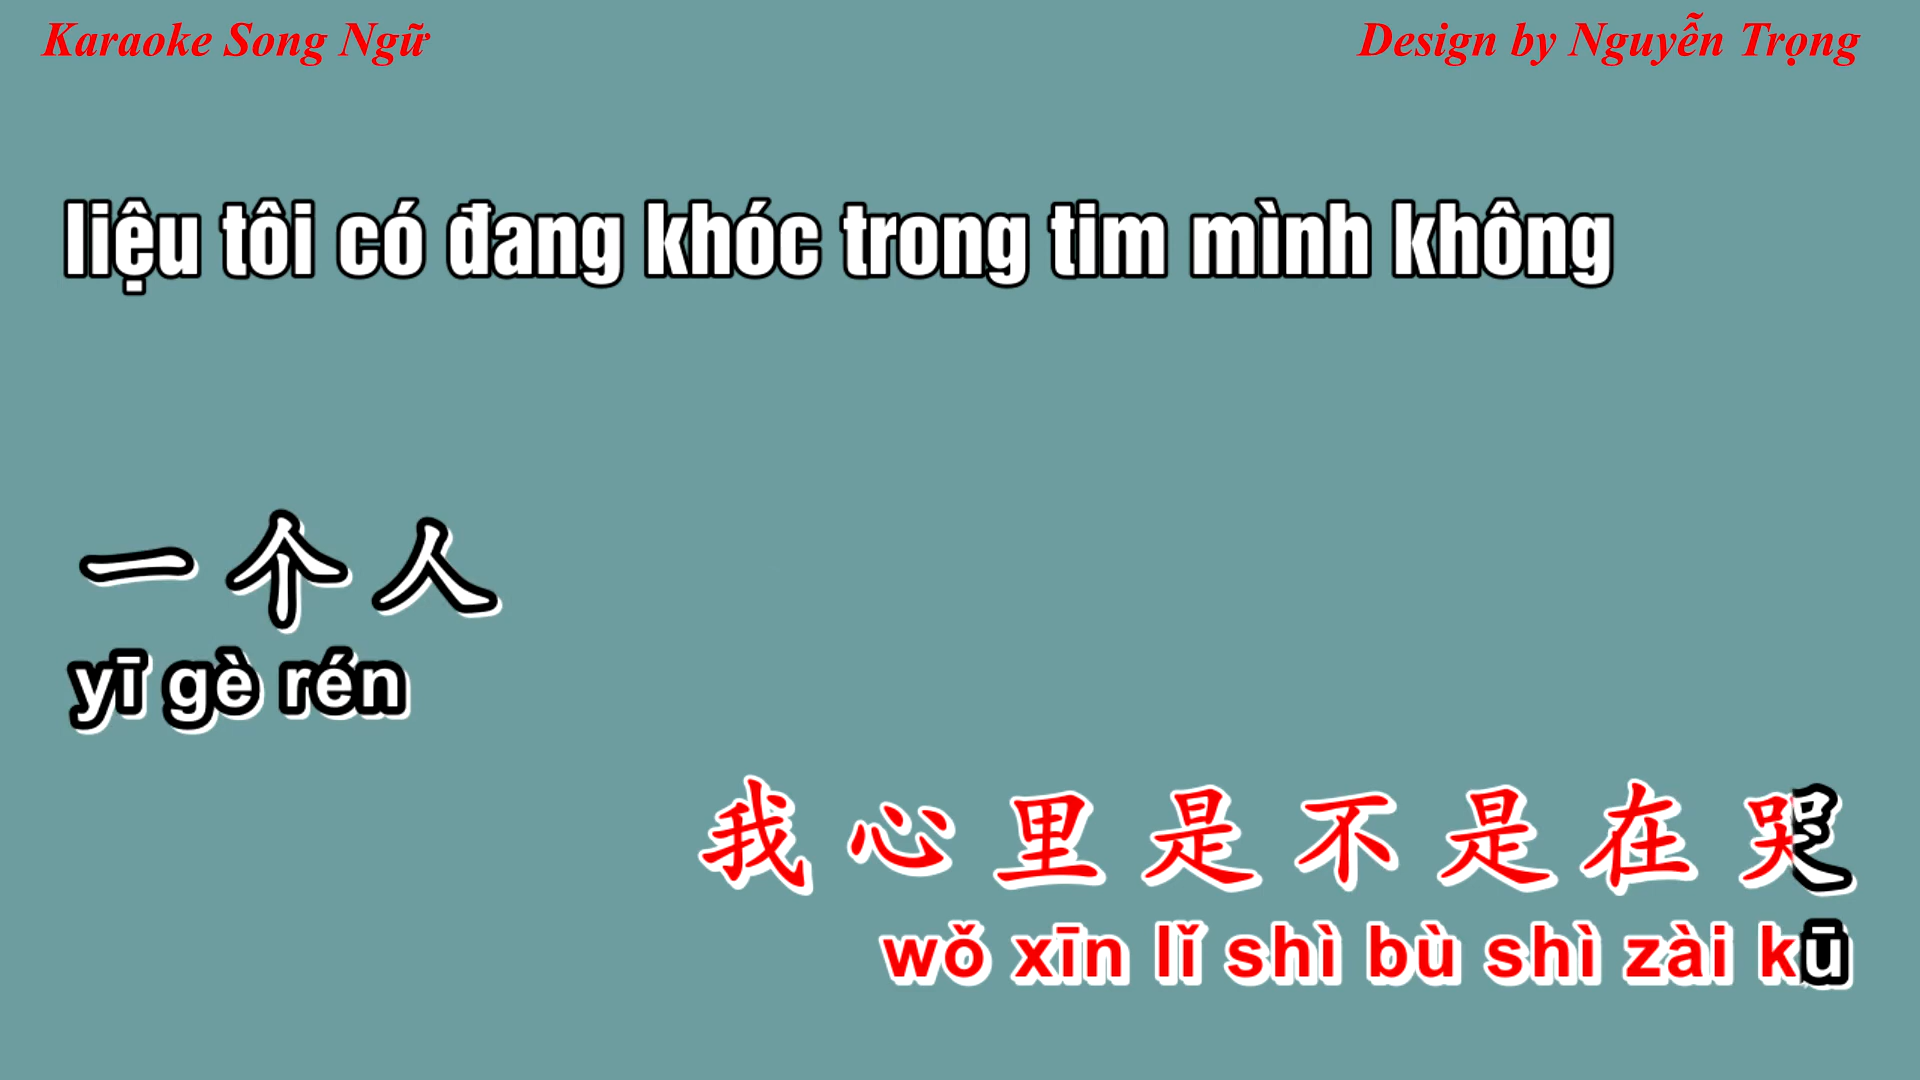 Karaoke Song Ngữ
Design by Nguyễn Trọng
liệu tôi có đang khóc trong tim mình không
一个人
yī gè rén
我心里是不是在哭
wǒ xīn lǐ shì bù shì zài kū